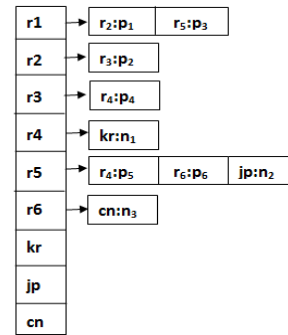 r1 r₂:p₁ r₅:p₃
r2 r₃:p₂
r3 r₄:p₄
r4 kr:n₁
r5 r₄:p₅ r₆:p₆ jp:n₂
r6 cn:n₃
kr
jp
cn